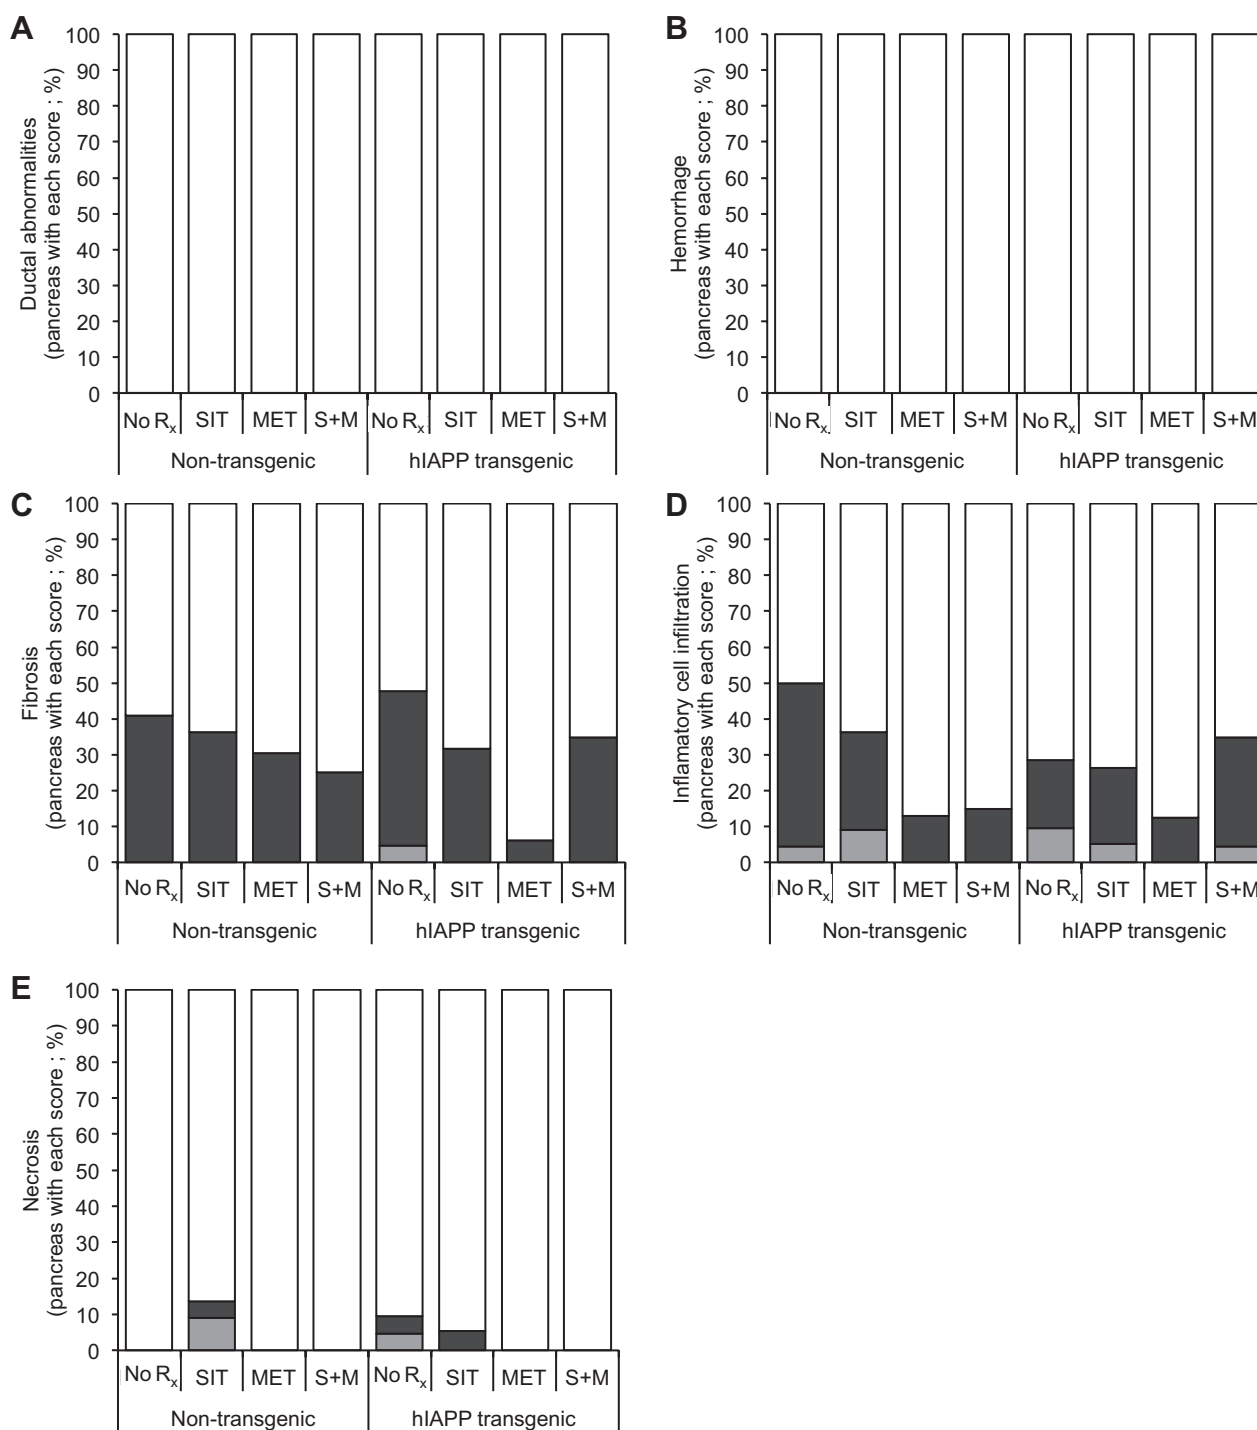 A
Ductal abnormalities
(pancreas with each score ; %)
100
90
80
70
60
50
40
30
20
10
0
No Rx SIT MET S+M No Rx SIT MET S+M
Non-transgenic hIAPP transgenic
B
Hemorrhage
(pancreas with each score ; %)
100
90
80
70
60
50
40
30
20
10
0
No Rx SIT MET S+M No Rx SIT MET S+M
Non-transgenic hIAPP transgenic
C
Fibrosis
(pancreas with each score ; %)
100
90
80
70
60
50
40
30
20
10
0
No Rx SIT MET S+M No Rx SIT MET S+M
Non-transgenic hIAPP transgenic
D
Inflamatory cell infiltration
(pancreas with each score ; %)
100
90
80
70
60
50
40
30
20
10
0
No Rx SIT MET S+M No Rx SIT MET S+M
Non-transgenic hIAPP transgenic
E
Necrosis
(pancreas with each score ; %)
100
90
80
70
60
50
40
30
20
10
0
No Rx SIT MET S+M No Rx SIT MET S+M
Non-transgenic hIAPP transgenic